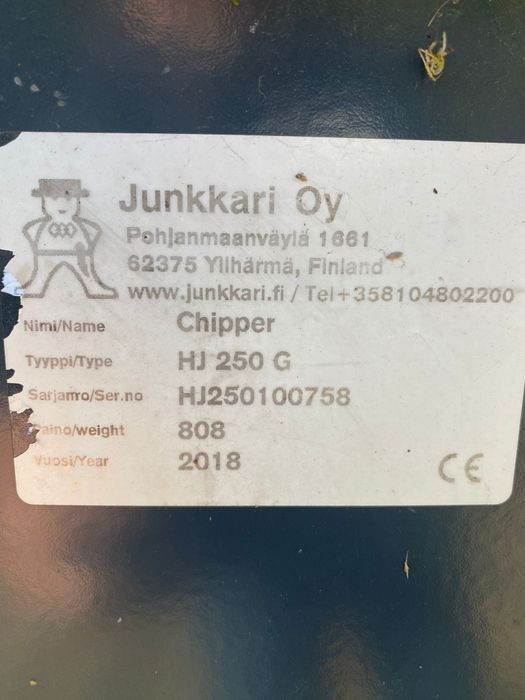 Junkkari Oy
Pohjanmaanväylä 1661
62375 Ylihärmä, Finland
www.junkkari.fi / Tel+358104802200
Nimi/Name Chipper
Tyyppi/Type HJ 250 G
Sarjanro/Ser.no HJ250100758
Paino/weight 808
Vuosi/Year 2018
CE